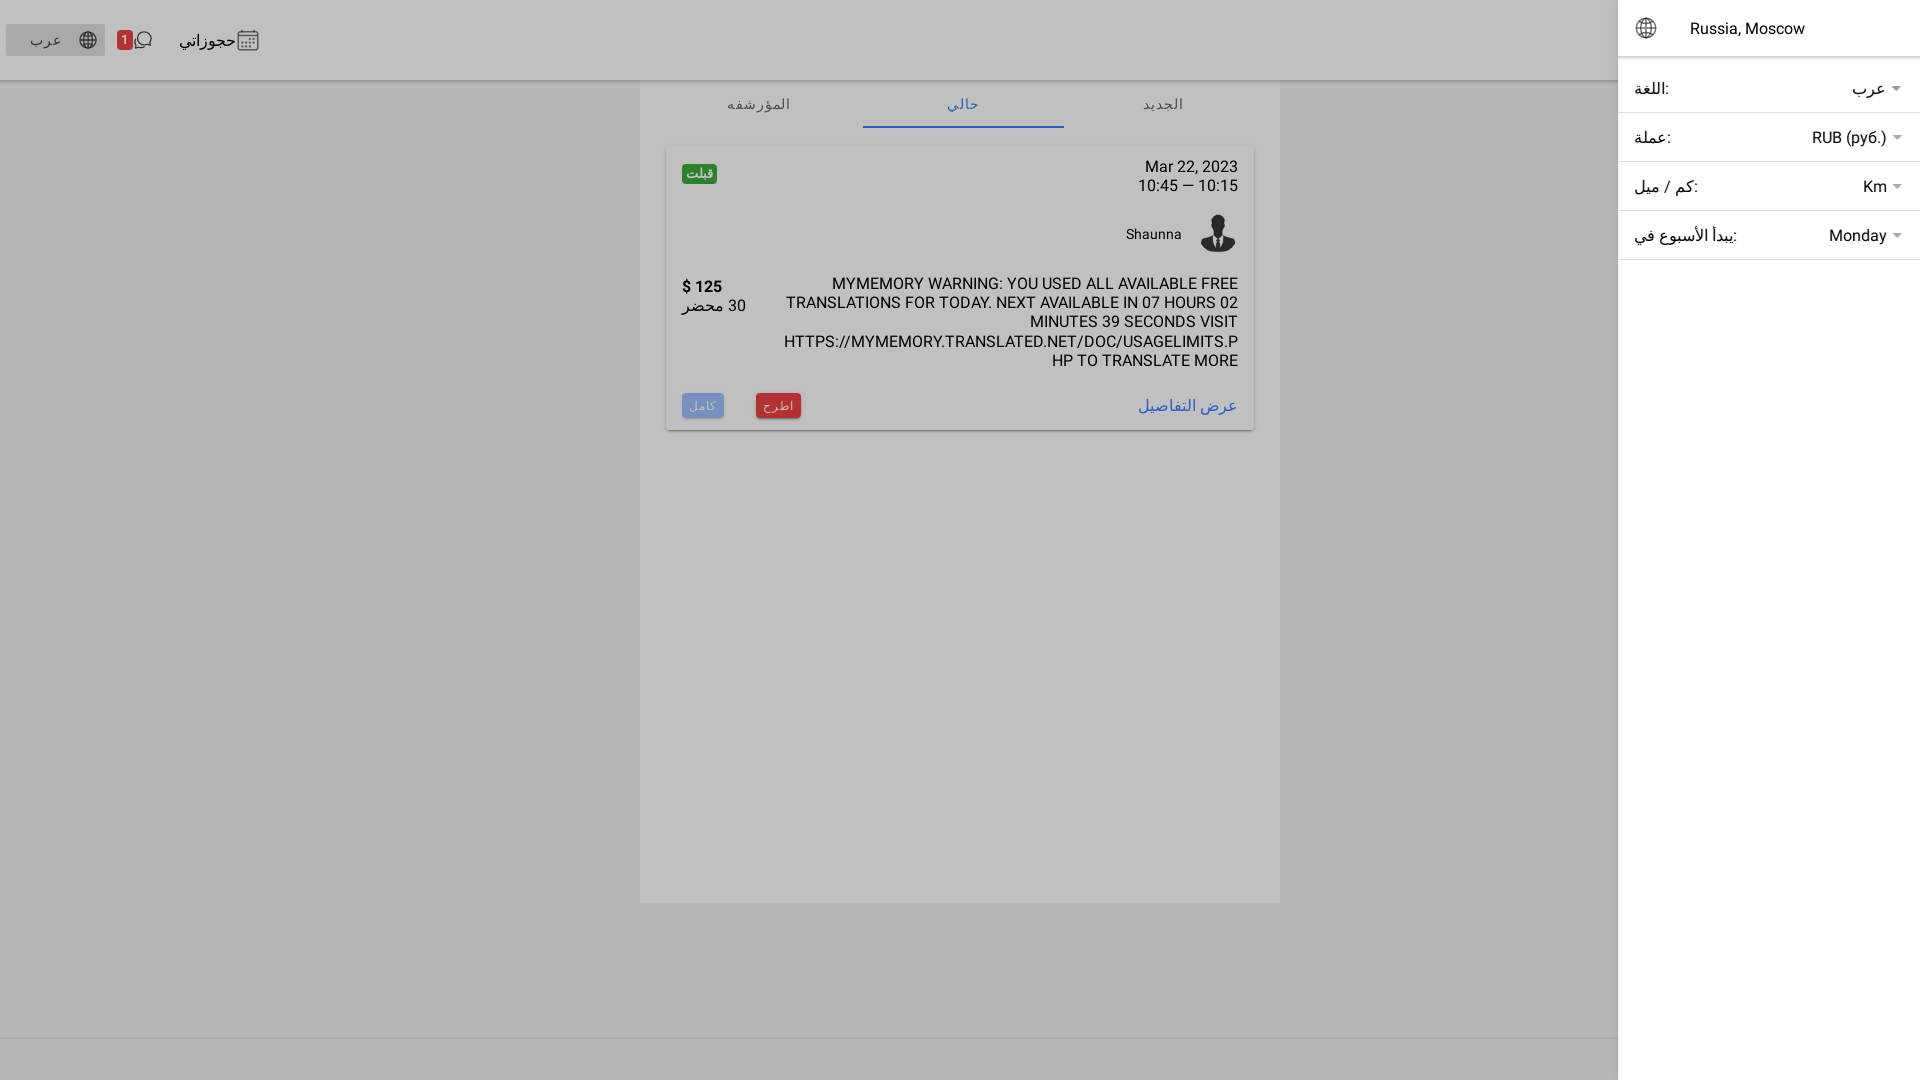 حجوزاتي
1
عرب
الجديد
حالي
المؤرشفه
Mar 22, 2023
10:45 — 10:15
قبلت
Shaunna
MYMEMORY WARNING: YOU USED ALL AVAILABLE FREE
TRANSLATIONS FOR TODAY. NEXT AVAILABLE IN 07 HOURS 02
MINUTES 39 SECONDS VISIT
HTTPS://MYMEMORY.TRANSLATED.NET/DOC/USAGELIMITS.P
HP TO TRANSLATE MORE
$ 125
30 محضر
عرض التفاصيل
اطرح
كامل
Russia, Moscow
اللغة:
عرب
عملة:
RUB (руб.)
كم / ميل:
Km
يبدأ الأسبوع في:
Monday